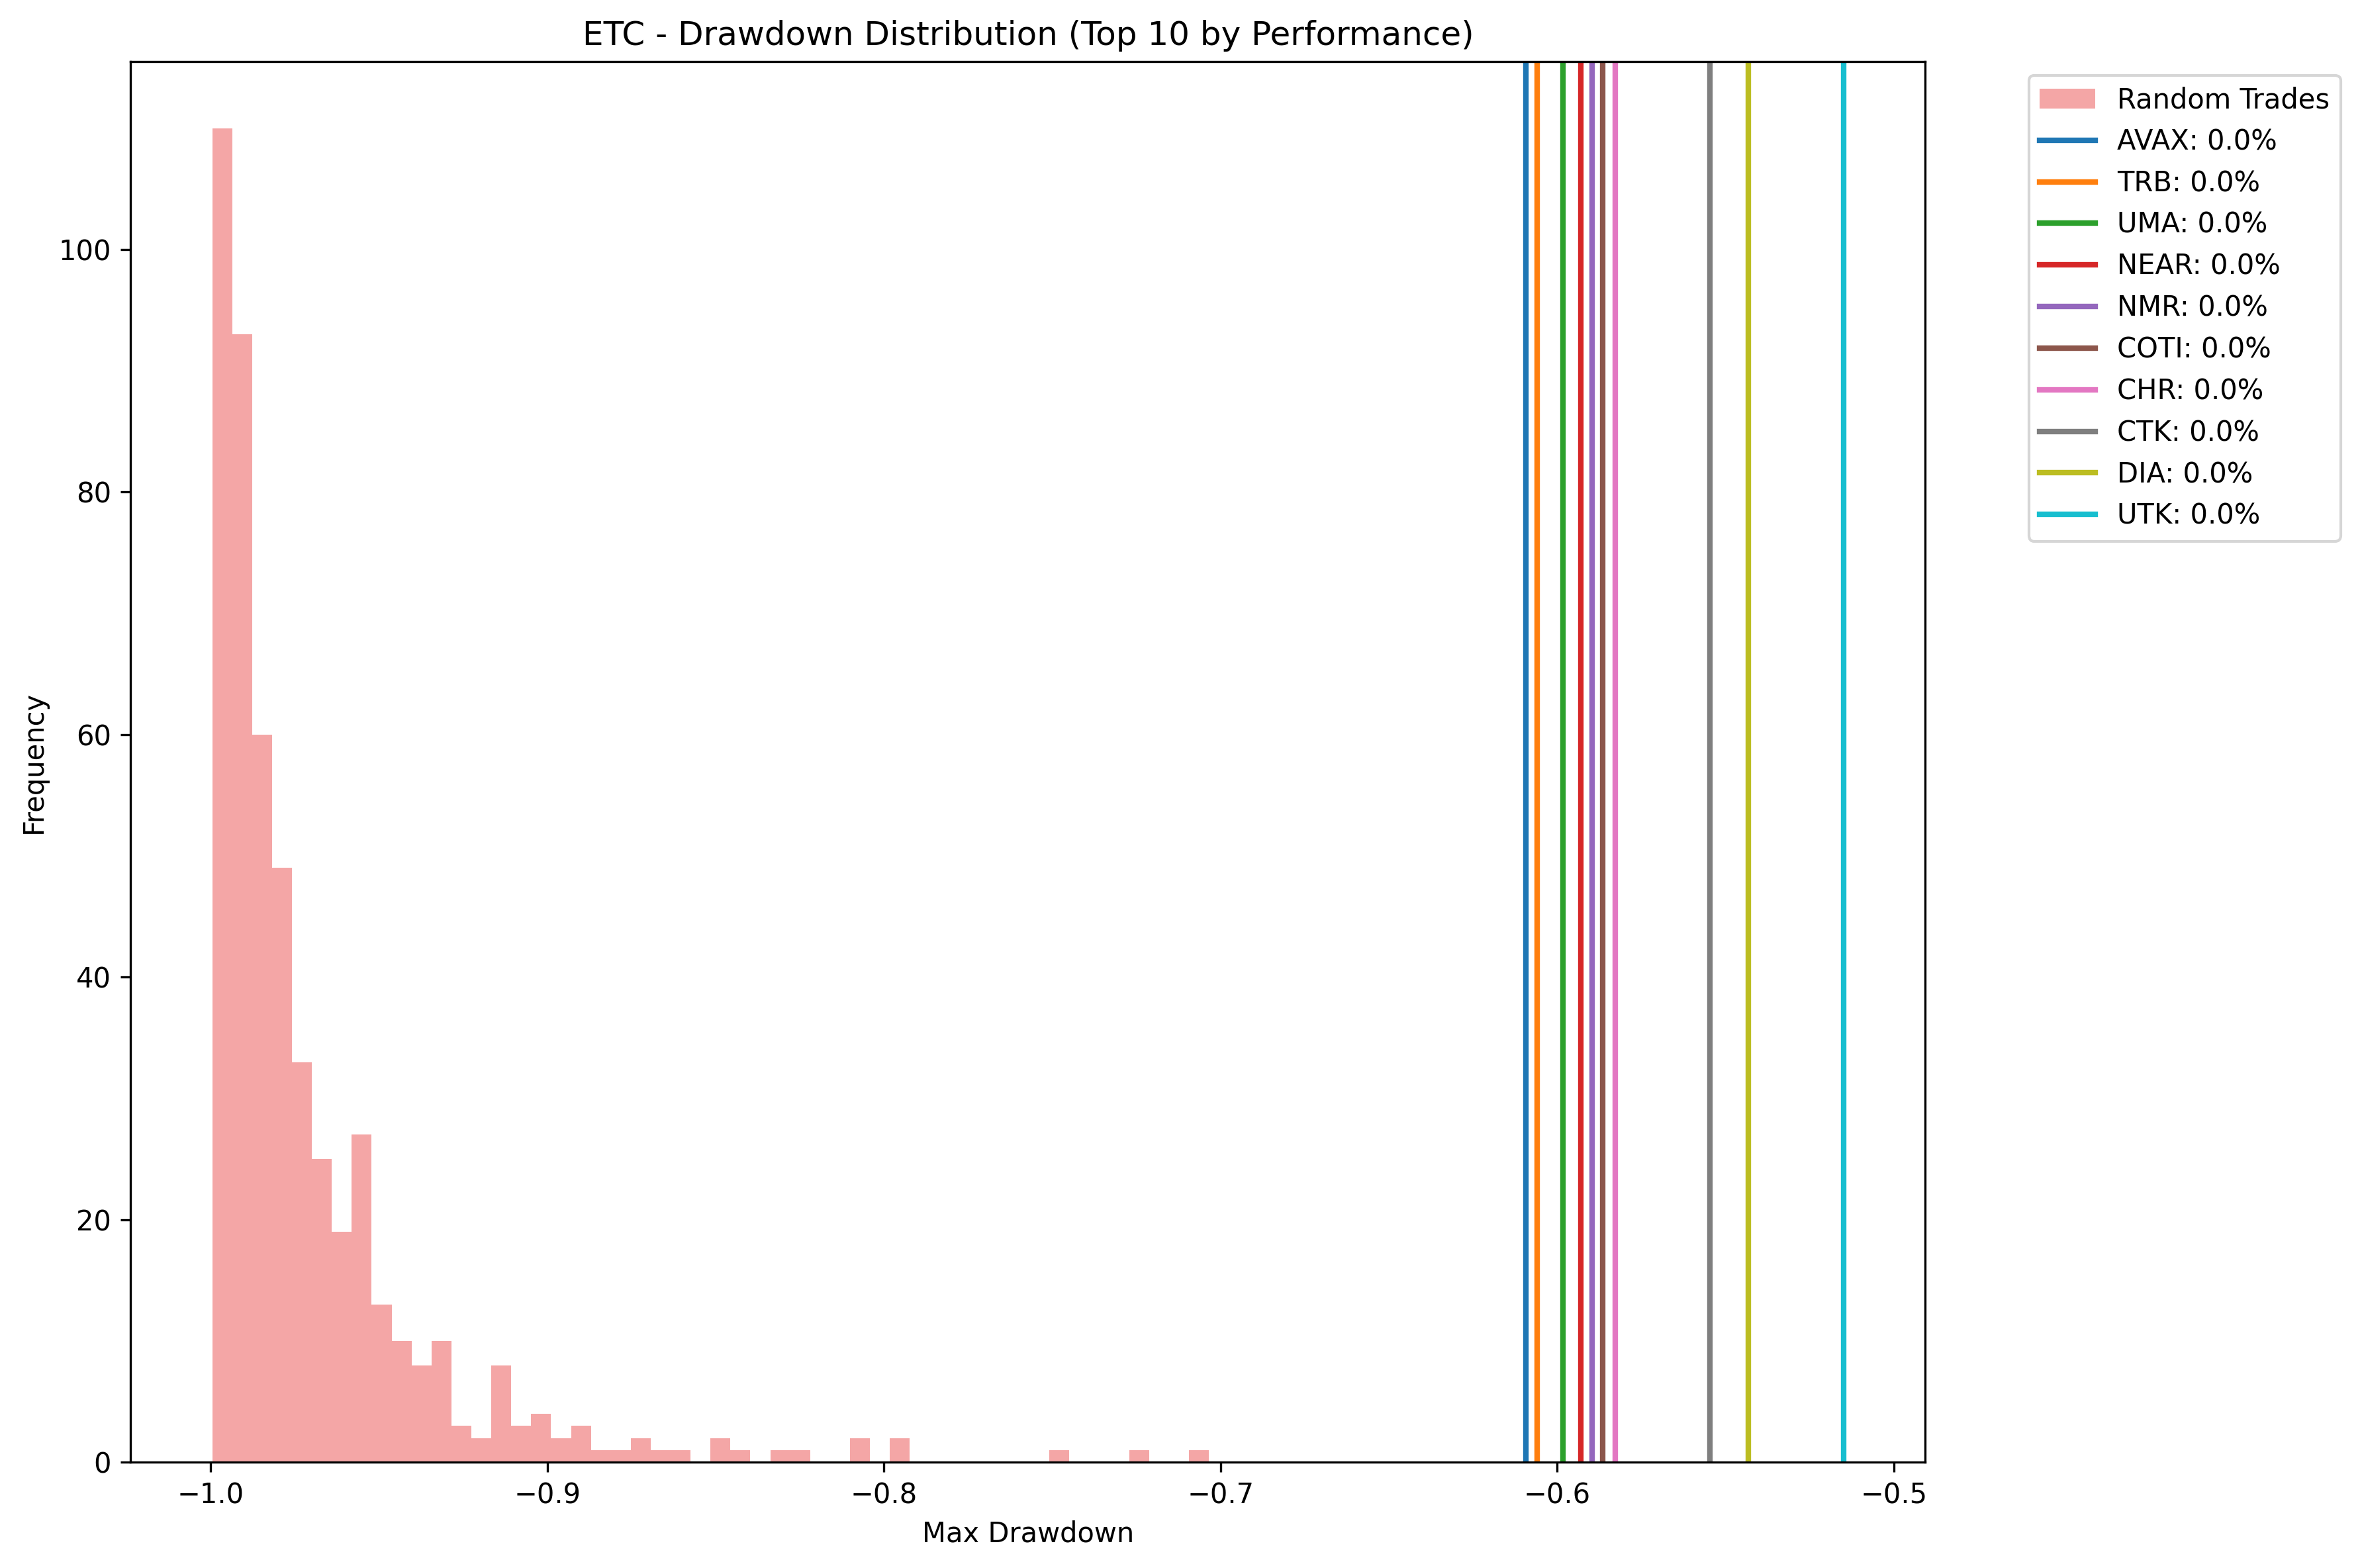 ETC - Drawdown Distribution (Top 10 by Performance)
Random Trades
AVAX: 0.0%
TRB: 0.0%
UMA: 0.0%
NEAR: 0.0%
NMR: 0.0%
COTI: 0.0%
CHR: 0.0%
CTK: 0.0%
DIA: 0.0%
UTK: 0.0%
Frequency
100
80
60
40
20
0
−1.0 −0.9 −0.8 −0.7 −0.6 −0.5
Max Drawdown